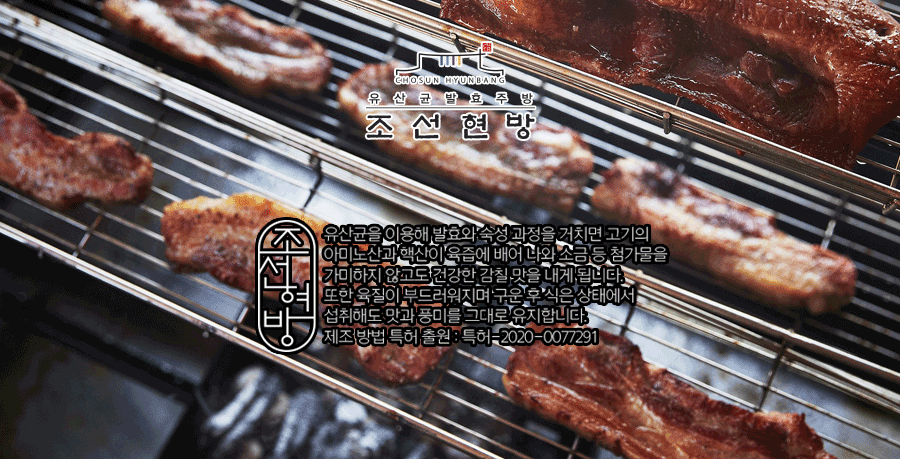 CHOSUN HYUNBANG
유산균발효주방
조선현방
조선현방
유산균을 이용해 발효와 숙성 과정을 거치면 고기의
아미노산과 핵산이 육즙에 배어 나와 소금 등 첨가물을
가미하지 않고도 건강한 감칠맛을 내게 됩니다.
또한 육질이 부드러워지며 구운 후 식은 상태에서
섭취해도 맛과 풍미를 그대로 유지합니다.
제조 방법 특허 출원 : 특허-2020-0077291